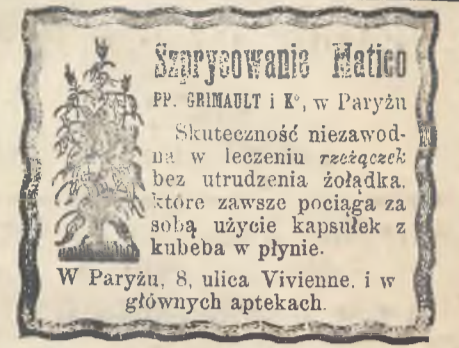 Szprycowanie Matico
PP. GRIMAULT i Kº, w Paryżu
Skuteczność niezawod-
na w leczeniu rzeżączek
bez utrudzenia żołądka,
które zawsze pociąga za
sobą użycie kapsułek z
kubeba w płynie.
W Paryżu, 8, ulica Vivienne, i w
głównych aptekach.